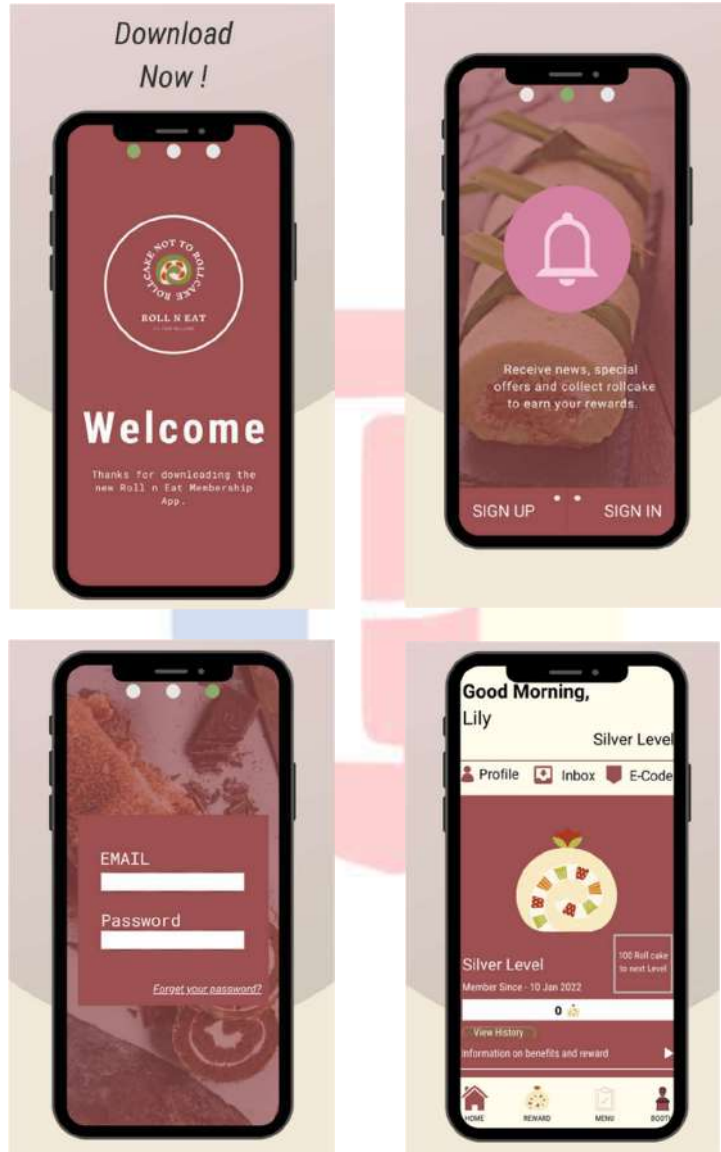 Download
Now !
ROLLCAKE NOT TO ROLLCAKE
ROLL N EAT
Welcome
Thanks for downloading the
new Roll n Eat Membership
App.
Receive news, special
offers and collect rollcake
to earn your rewards.
SIGN UP
SIGN IN
EMAIL
Password
Forget your password?
Good Morning,
Lily
Silver Level
Profile
Inbox
E-Code
Silver Level
100 Roll cake
to next Level
Member Since - 10 Jan 2022
0
View History
Information on benefits and reward
HOME
REWARD
MENU
BOOTH